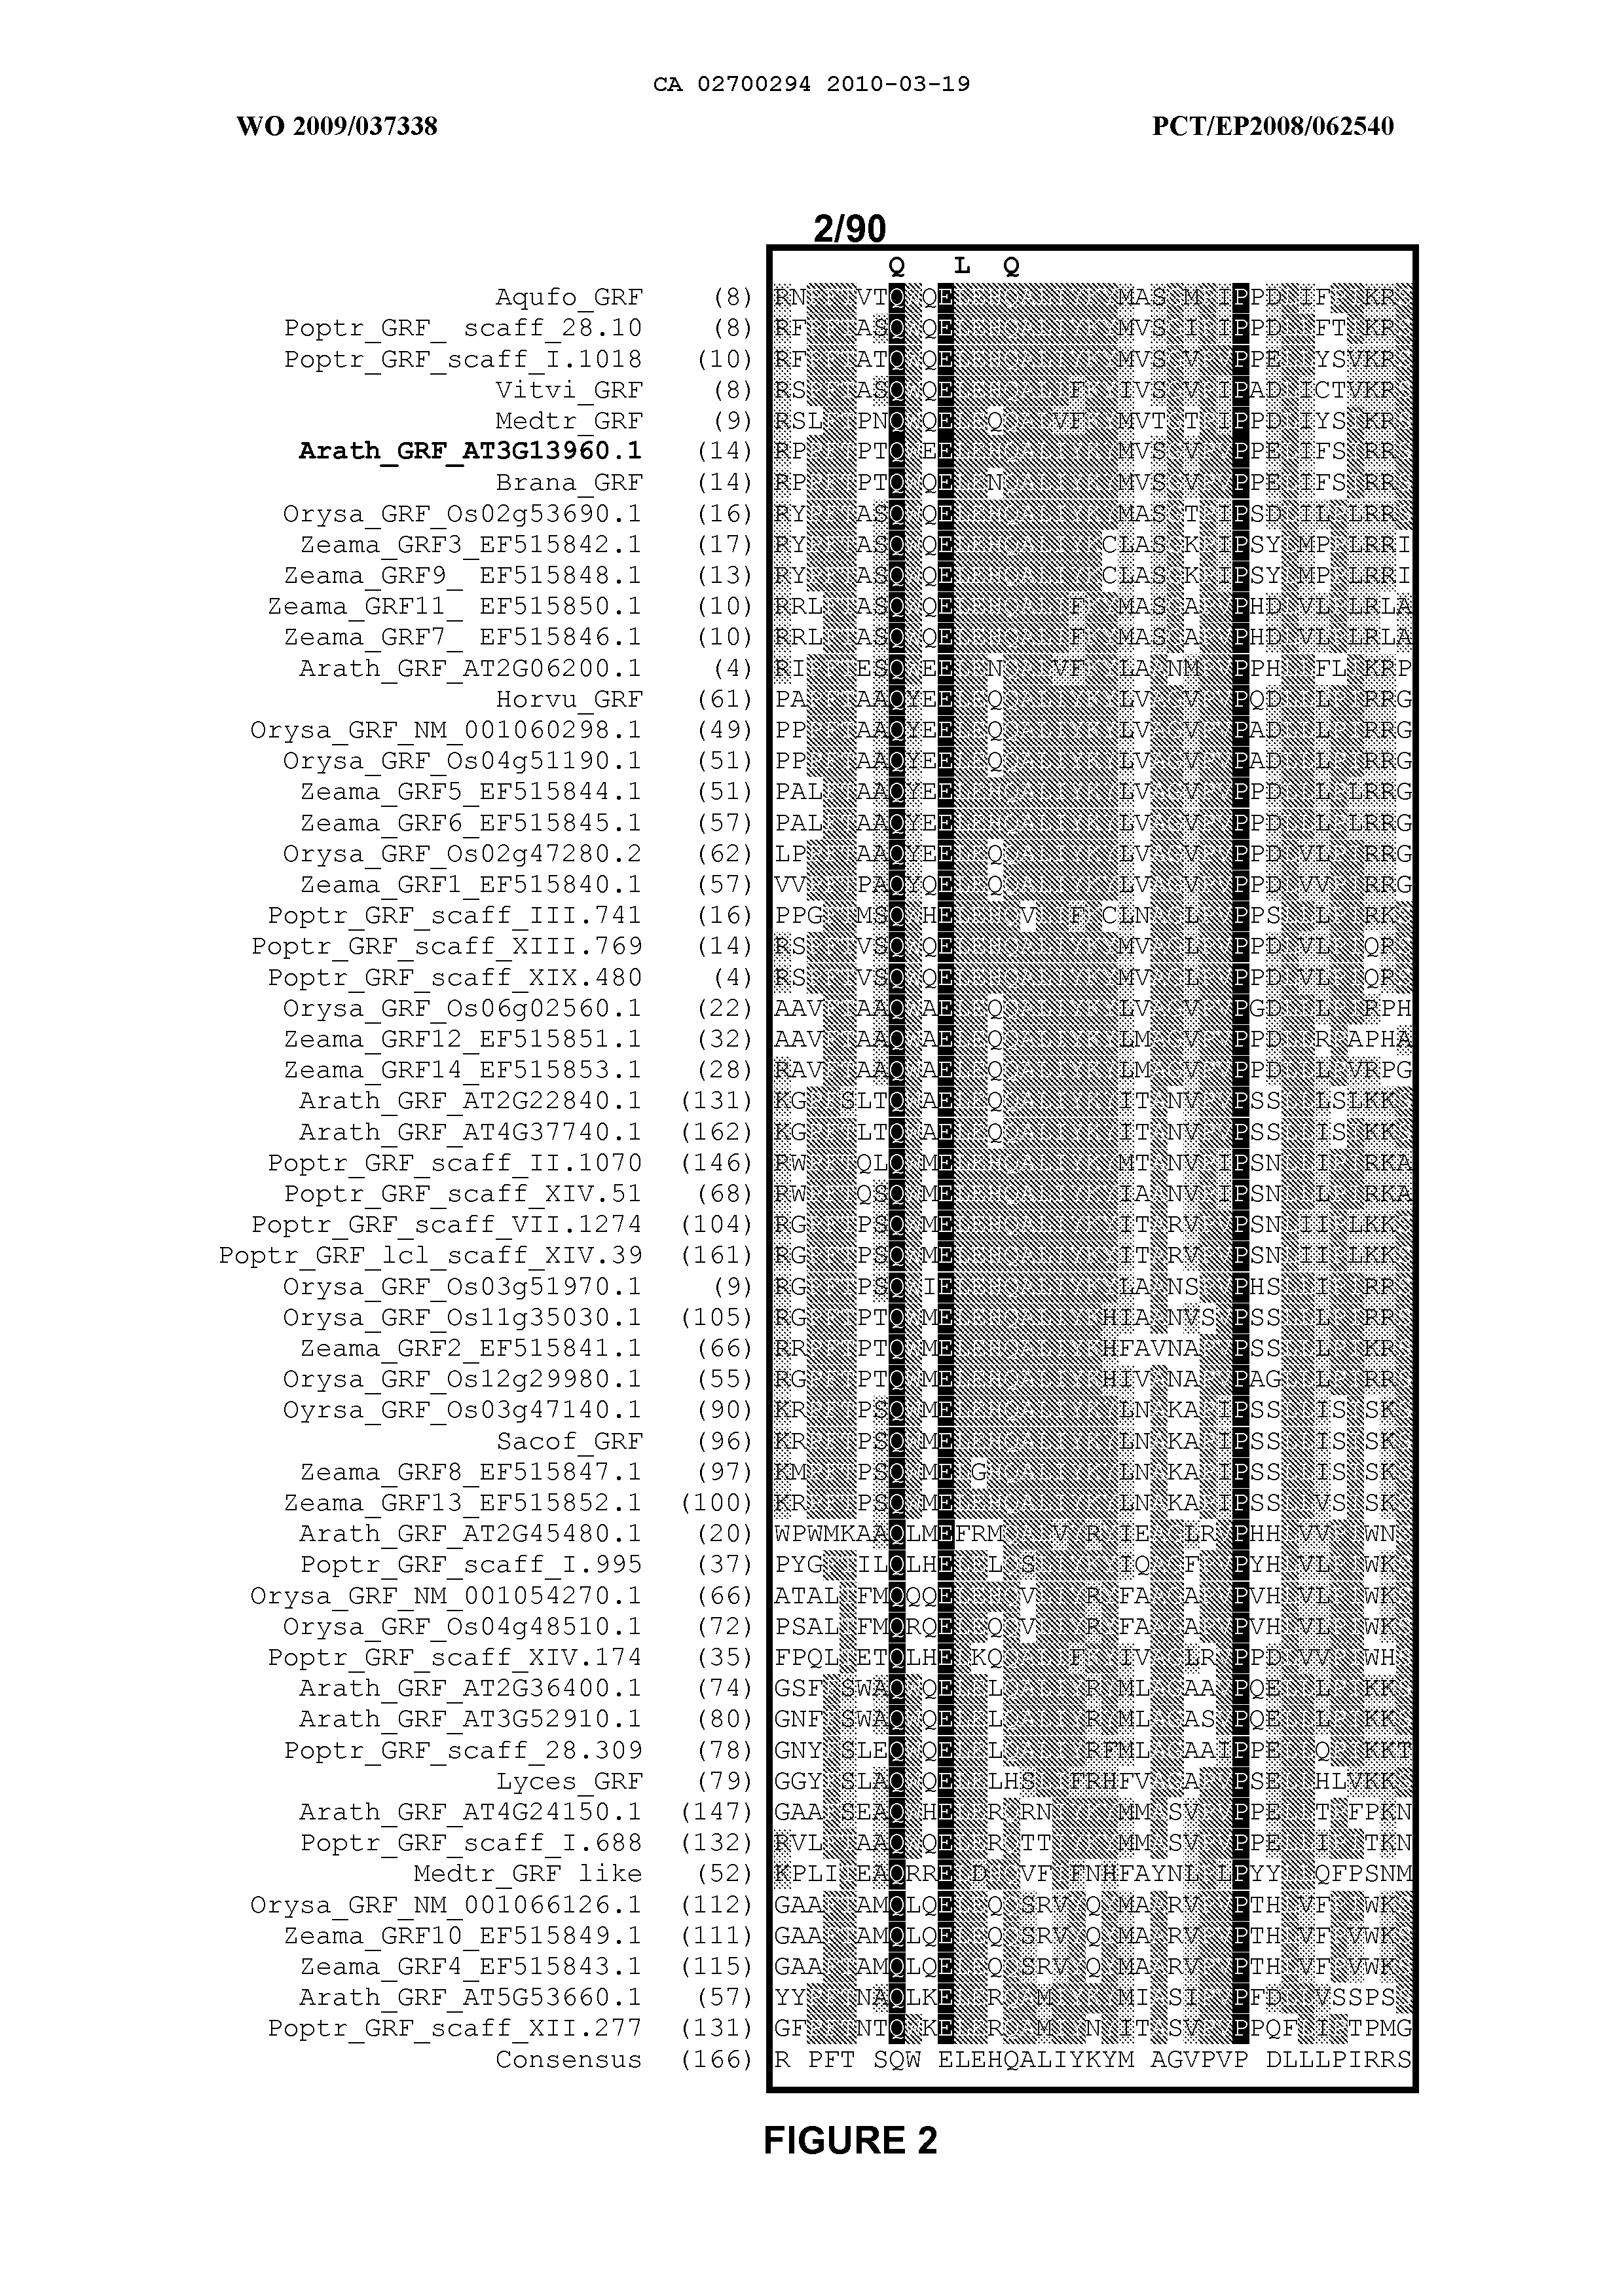 CA 02700294 2010-03-19
WO 2009/037338 PCT/EP2008/062540
2/90
Q L Q
Aqufo_GRF (8) RN VTQ QE MAS M IPPD IF KR
Poptr_GRF_ scaff_28.10 (8) RF ASQ QE MVS I IPPD FT KR
Poptr_GRF_scaff_I.1018 (10) RF ATQ QE MVS V PPE YSVKR
Vitvi_GRF (8) RS ASQ QE F IVS V IPAD ICTVKR
Medtr_GRF (9) RSL PNQ QE Q VF MVT T IPPD IYS KR
Arath_GRF_AT3G13960.1 (14) RP PTQ EE MVS V PPE IFS RR
Brana_GRF (14) RP PTQ QE N MVS V PPE IFS RR
Orysa_GRF_Os02g53690.1 (16) RY ASQ QE MAS T IPSD IL LRR
Zeama_GRF3_EF515842.1 (17) RY ASQ QE CLAS K IPSY MP LRRI
Zeama_GRF9_ EF515848.1 (13) RY ASQ QE CLAS K IPSY MP LRRI
Zeama_GRF11_ EF515850.1 (10) RRL ASQ QE F MAS A PHD VL LRLA
Zeama_GRF7_ EF515846.1 (10) RRL ASQ QE F MAS A PHD VL LRLA
Arath_GRF_AT2G06200.1 (4) RI ESQ EE N VF LA NM PPH FL KRP
Horvu_GRF (61) PA AAQYEE Q LV V PQD L RRG
Orysa_GRF_NM_001060298.1 (49) PP AAQYEE Q LV V PAD L RRG
Orysa_GRF_Os04g51190.1 (51) PP AAQYEE Q LV V PAD L RRG
Zeama_GRF5_EF515844.1 (51) PAL AAQYEE LV V PPD L LRRG
Zeama_GRF6_EF515845.1 (57) PAL AAQYEE LV V PPD L LRRG
Orysa_GRF_Os02g47280.2 (62) LP AAQYEE Q LV V PPD VL RRG
Zeama_GRF1_EF515840.1 (57) VV PAQYQE Q LV V PPD VV RRG
Poptr_GRF_scaff_III.741 (16) PPG MSQ HE V F CLN L PPS L RK
Poptr_GRF_scaff_XIII.769 (14) RS VSQ QE MV L PPD VL QR
Poptr_GRF_scaff_XIX.480 (4) RS VSQ QE MV L PPD VL QR
Orysa_GRF_Os06g02560.1 (22) AAV AAQ AE Q LV V PGD L RPH
Zeama_GRF12_EF515851.1 (32) AAV AAQ AE Q LM V PPD R APHA
Zeama_GRF14_EF515853.1 (28) RAV AAQ AE Q LM V PPD L VRPG
Arath_GRF_AT2G22840.1 (131) KG SLTQ AE Q IT NV PSS LSLKK
Arath_GRF_AT4G37740.1 (162) KG LTQ AE Q IT NV PSS IS KK
Poptr_GRF_scaff_II.1070 (146) RW QLQ ME MT NV IPSN I RKA
Poptr_GRF_scaff_XIV.51 (68) RW QSQ ME IA NV IPSN L RKA
Poptr_GRF_scaff_VII.1274 (104) RG PSQ ME IT RV PSN II LKK
Poptr_GRF_lcl_scaff_XIV.39 (161) RG PSQ ME IT RV PSN II LKK
Orysa_GRF_Os03g51970.1 (9) RG PSQ IE LA NS PHS I RR
Orysa_GRF_Os11g35030.1 (105) RG PTQ ME HIA NVS PSS L RR
Zeama_GRF2_EF515841.1 (66) RR PTQ ME HFAVNA PSS L KR
Orysa_GRF_Os12g29980.1 (55) RG PTQ ME HIV NA PAG L RR
Oyrsa_GRF_Os03g47140.1 (90) KR PSQ ME LN KA IPSS IS SK
Sacof_GRF (96) KR PSQ ME LN KA IPSS IS SK
Zeama_GRF8_EF515847.1 (97) KM PSQ ME G LN KA IPSS IS SK
Zeama_GRF13_EF515852.1 (100) KR PSQ ME LN KA IPSS VS SK
Arath_GRF_AT2G45480.1 (20) WPWMKAAQLMEFRM V R IE LR PHH VV WN
Poptr_GRF_scaff_I.995 (37) PYG ILQLHE L S IQ F PYH VL WK
Orysa_GRF_NM_001054270.1 (66) ATAL FMQQQE V R FA A PVH VL WK
Orysa_GRF_Os04g48510.1 (72) PSAL FMQRQE Q V R FA A PVH VL WK
Poptr_GRF_scaff_XIV.174 (35) FPQL ETQLHE KQ F IV LR PPD VV WH
Arath_GRF_AT2G36400.1 (74) GSF SWAQ QE L R ML AA PQE L KK
Arath_GRF_AT3G52910.1 (80) GNF SWAQ QE L R ML AS PQE L KK
Poptr_GRF_scaff_28.309 (78) GNY SLEQ QE L RFML AAIPPE Q KKT
Lyces_GRF (79) GGY SLAQ QE LHS FRHFV A PSE HLVKK
Arath_GRF_AT4G24150.1 (147) GAA SEAQ HE R RN MM SV PPE T FPKN
Poptr_GRF_scaff_I.688 (132) RVL AAQ QE R TT MM SV PPE I TKN
Medtr_GRF like (52) KPLI EAQRRE D VF FNHFAYNL LPYY QFPSNM
Orysa_GRF_NM_001066126.1 (112) GAA AMQLQE Q SRV Q MA RV PTH VF WK
Zeama_GRF10_EF515849.1 (111) GAA AMQLQE Q SRV Q MA RV PTH VF VWK
Zeama_GRF4_EF515843.1 (115) GAA AMQLQE Q SRV Q MA RV PTH VF VWK
Arath_GRF_AT5G53660.1 (57) YY NAQLKE R M MI SI PFD VSSPS
Poptr_GRF_scaff_XII.277 (131) GF NTQ KE R M N IT SV PPQF I TPMG
Consensus (166) R PFT SQW ELEHQALIYKYM AGVPVP DLLLPIRRS
FIGURE 2